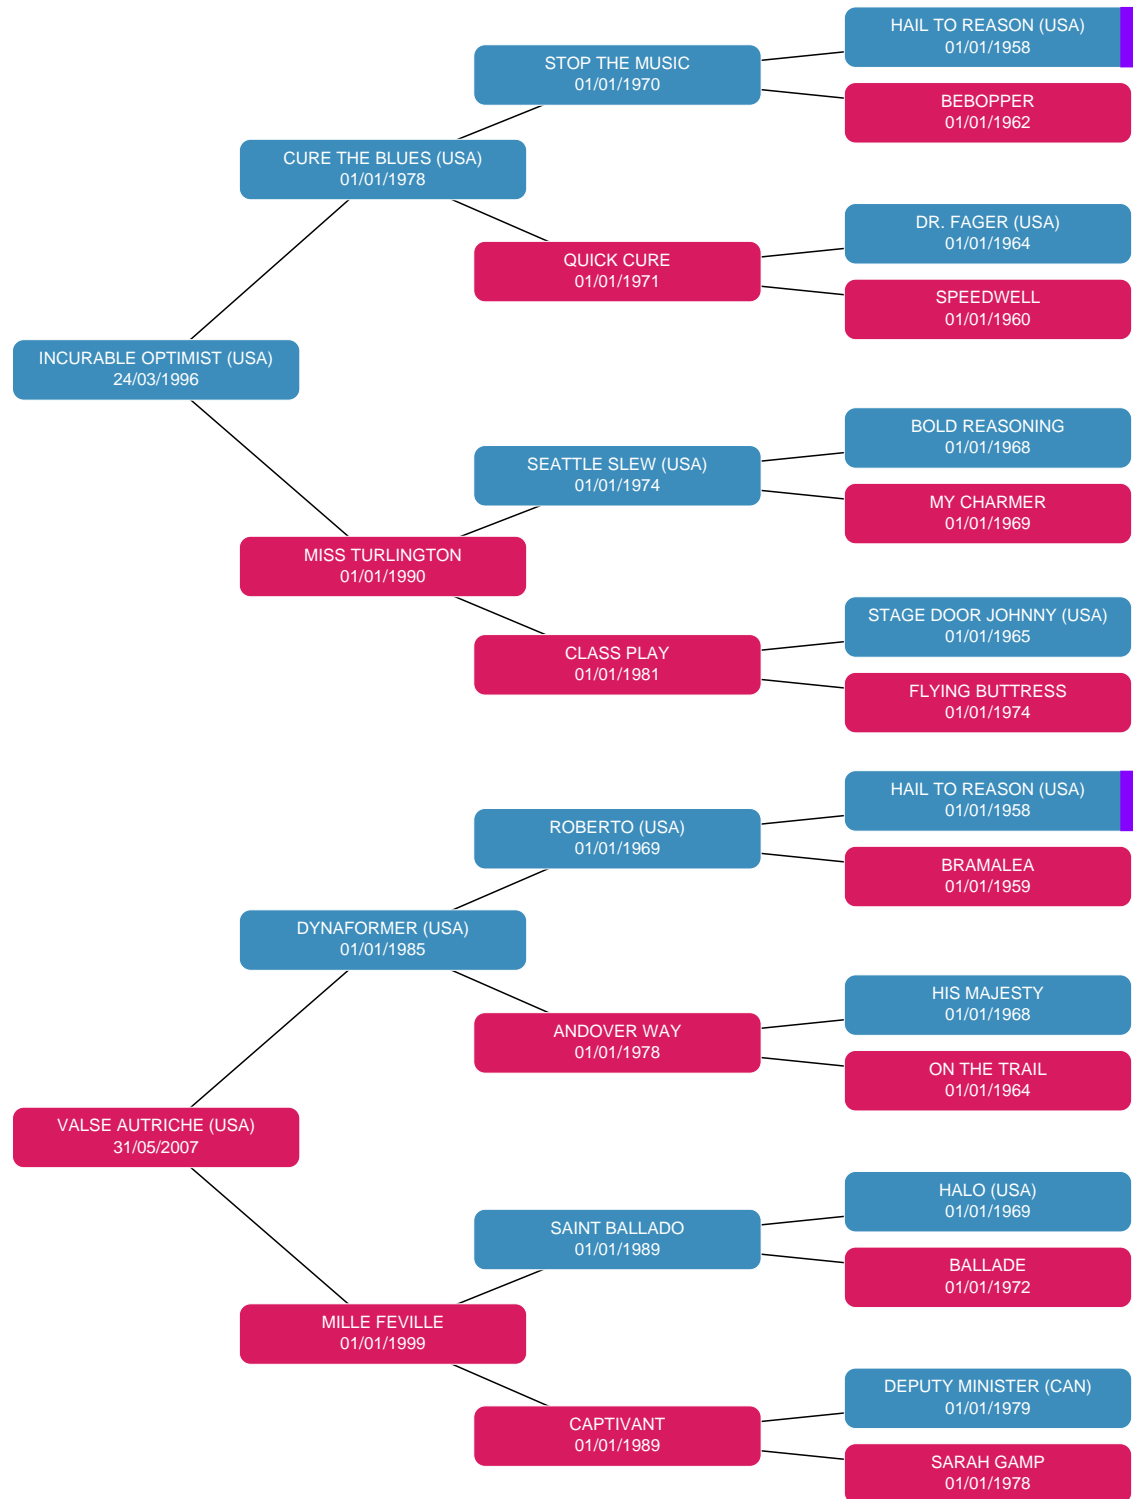 HAIL TO REASON (USA)
01/01/1958
STOP THE MUSIC
01/01/1970
BEBOPPER
01/01/1962
CURE THE BLUES (USA)
01/01/1978
DR. FAGER (USA)
01/01/1964
QUICK CURE
01/01/1971
SPEEDWELL
01/01/1960
INCURABLE OPTIMIST (USA)
24/03/1996
BOLD REASONING
01/01/1968
SEATTLE SLEW (USA)
01/01/1974
MY CHARMER
01/01/1969
MISS TURLINGTON
01/01/1990
STAGE DOOR JOHNNY (USA)
01/01/1965
CLASS PLAY
01/01/1981
FLYING BUTTRESS
01/01/1974
HAIL TO REASON (USA)
01/01/1958
ROBERTO (USA)
01/01/1969
BRAMALEA
01/01/1959
DYNAFORMER (USA)
01/01/1985
HIS MAJESTY
01/01/1968
ANDOVER WAY
01/01/1978
ON THE TRAIL
01/01/1964
VALSE AUTRICHE (USA)
31/05/2007
HALO (USA)
01/01/1969
SAINT BALLADO
01/01/1989
BALLADE
01/01/1972
MILLE FEVILLE
01/01/1999
DEPUTY MINISTER (CAN)
01/01/1979
CAPTIVANT
01/01/1989
SARAH GAMP
01/01/1978